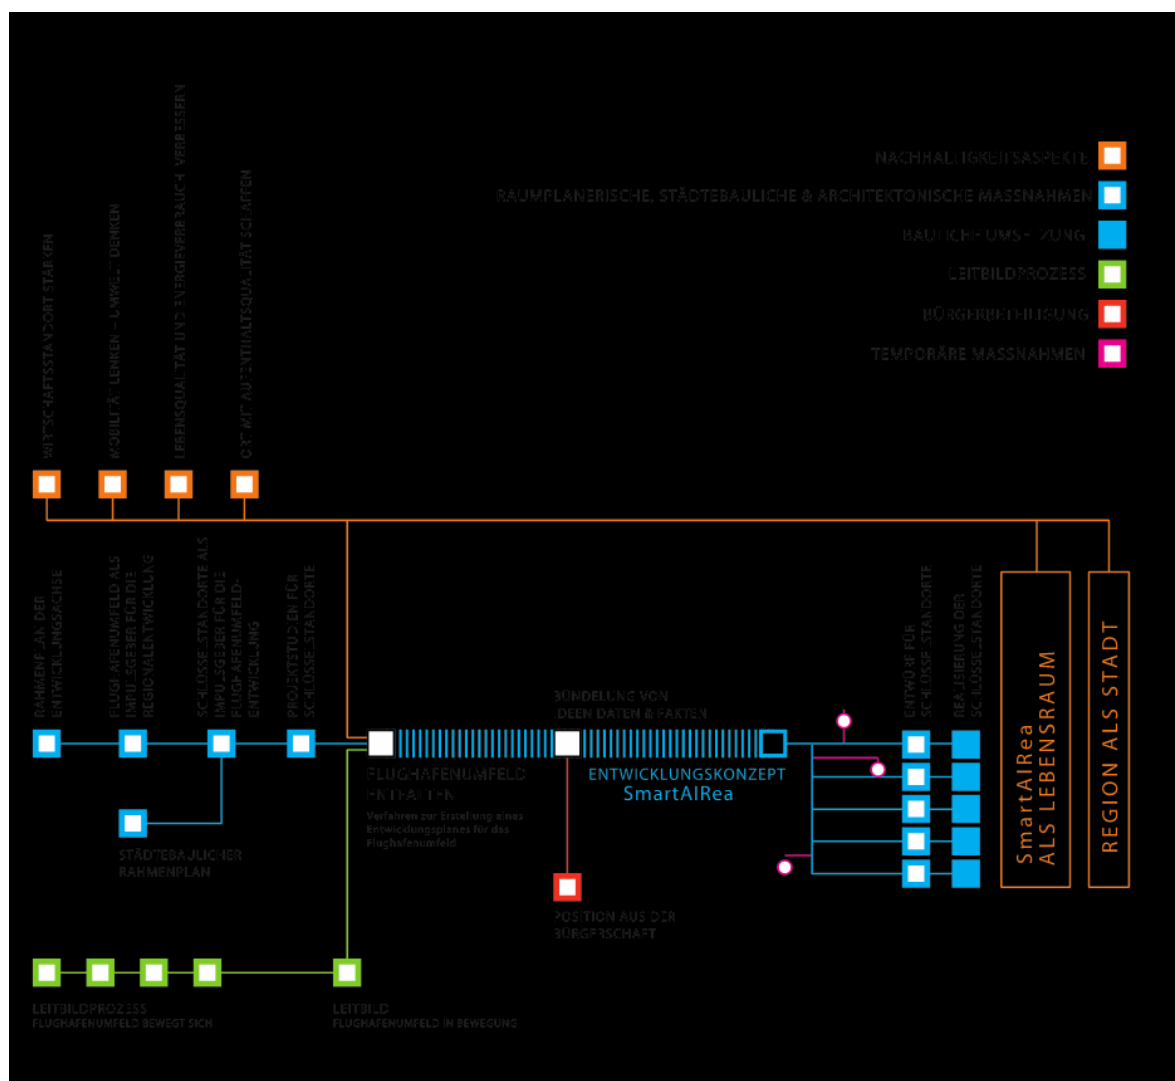 WIRTSCHAFTSSTANDORT STÄRKEN
MOBILITÄT LENKEN – UMWELT DENKEN
LEBENSQUALITÄT UND ENERGIEVERBRAUCH VERBESSERN
ORT MIT AUFENTHALTSQUALITÄT SCHAFFEN
NACHHALTIGKEITSASPEKTE
RAUMPLANERISCHE, STÄDTEBAULICHE & ARCHITEKTONISCHE MASSNAHMEN
BAULICHE UMSETZUNG
LEITBILDPROZESS
BÜRGERBETEILIGUNG
TEMPORÄRE MASSNAHMEN
RAHMENPLAN DER
ENTWICKLUNGSACHSE
FLUGHAFENUMFELD ALS
IMPULSGEBER FÜR DIE
REGIONALENTWICKLUNG
SCHLÜSSELSTANDORTE ALS
IMPULSGEBER FÜR DIE
FLUGHAFENUMFELD-
ENTWICKLUNG
PROJEKTSTUDIEN FÜR
SCHLÜSSELSTANDORTE
BÜNDELUNG VON
IDEEN DATEN & FAKTEN
FLUGHAFENUMFELD
ENTFALTEN
Verfahren zur Erstellung eines
Entwicklungsplanes für das
Flughafenumfeld
ENTWICKLUNGSKONZEPT
SmartAIRea
ENTWÜRF FÜR
SCHLÜSSELSTANDORTE
REALISIERUNG DER
SCHLÜSSELSTANDORTE
SmartAIRea
ALS LEBENSRAUM
REGION ALS STADT
STÄDTEBAULICHER
RAHMENPLAN
POSITION AUS DER
BÜRGERSCHAFT
LEITBILDPROZESS
FLUGHAFENUMFELD BEWEGT SICH
LEITBILD
FLUGHAFENUMFELD IN BEWEGUNG